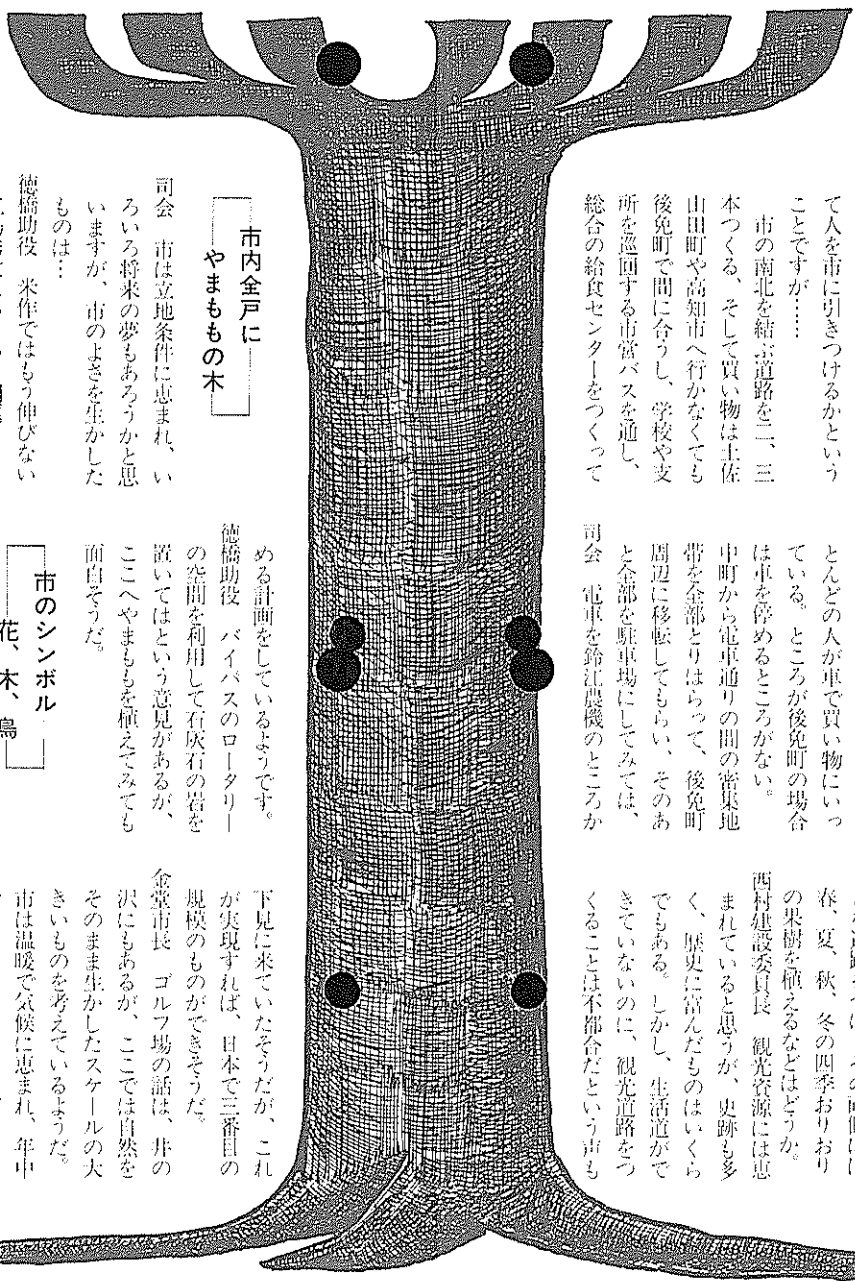 て人を市に引きつけるかという
ことですが……
市の南北を結ぶ道路を二、三
本つくる、そして買い物は土佐
山田町や高知市へ行かなくても
後免町で間に合うし、学校や支
所を巡回する市営バスを通し、
総合の給食センターをつくって
市内全戸に
やまももの木
司会 市は立地条件に恵まれ、い
ろいろ将来の夢もあろうかと思
いますが、市のよさを生かした
ものは…
徳橋助役 米作ではもう伸びない
とんどの人が車で買い物にいっ
ている。ところが後免町の場合
は車を停めるところがない。
中町から電車通りの間の密集地
帯を全部とりはらって、後免町
周辺に移転してもらい、そのあ
と全部を駐車場にしてみては、
司会 電車を鈴江農機のところか
める計画をしているようです。
徳橋助役 バイパスのロータリー
の空間を利用して石灰石の岩を
置いてはという意見があるが、
ここへやまももを植えてみても
面白そうだ。
市のシンボル
花、木、鳥
春、夏、秋、冬の四季おりおり
の果樹を植えるなどはどうか。
西村建設委員長 観光資源には恵
まれていると思うが、史跡も多
く、歴史に富んだものはいくら
でもある。しかし、生活道がで
きていないのに、観光道路をつ
くることは不都合だという声も
下見に来ていたそうだが、これ
が実現すれば、日本で三番目の
規模のものができそうだ。
金堂市長 ゴルフ場の話は、井の
沢にもあるが、ここでは自然を
そのまま生かしたスケールの大
きいものを考えているようだ。
市は温暖で気候に恵まれ、年中